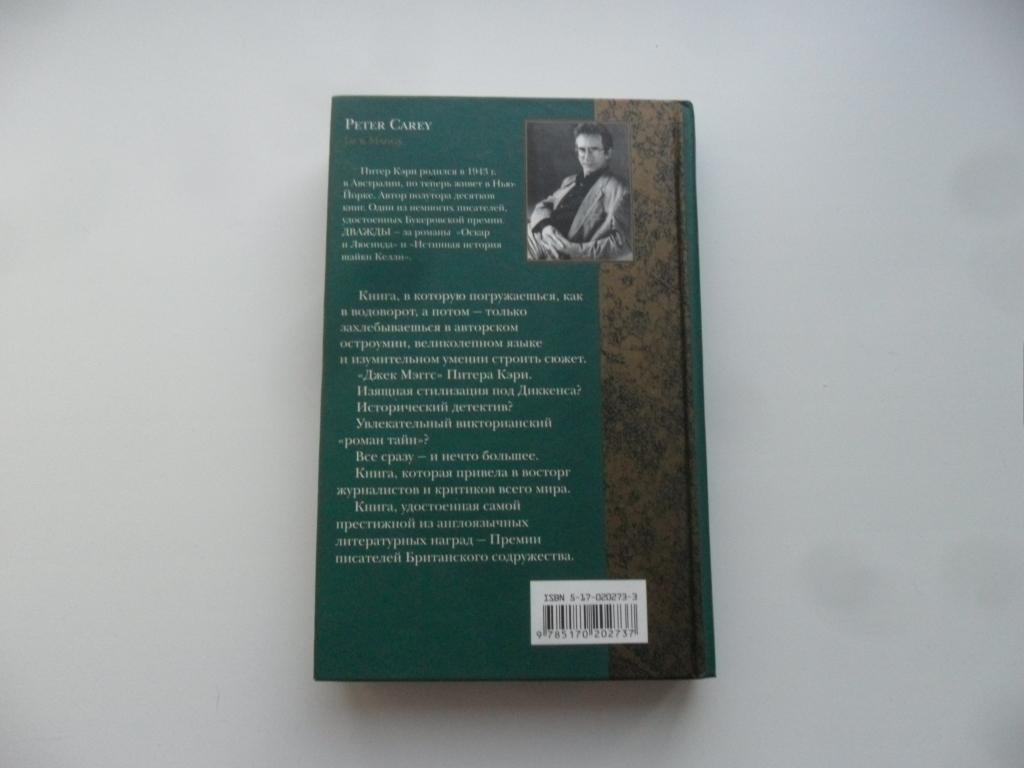 PETER CAREY
JACK MAGGS
Питер Кэри родился в 1943 г.
в Австралии, но теперь живет в Нью-
Йорке. Автор полутора десятков
книг. Один из немногих писателей,
удостоенных Букеровской премии
ДВАЖДЫ – за романы «Оскар
и Люсинда» и «Истинная история
шайки Келли».
Книга, в которую погружаешься, как
в водоворот, а потом – только
захлебываешься в авторском
остроумии, великолепном языке
и изумительном умении строить сюжет.
«Джек Мэггс» Питера Кэри.
Изящная стилизация под Диккенса?
Исторический детектив?
Увлекательный викторианский
«роман тайн»?
Все сразу – и нечто большее.
Книга, которая привела в восторг
журналистов и критиков всего мира.
Книга, удостоенная самой
престижной из англоязычных
литературных наград – Премии
писателей Британского содружества.
ISBN 5-17-020273-3
9 785170 202737